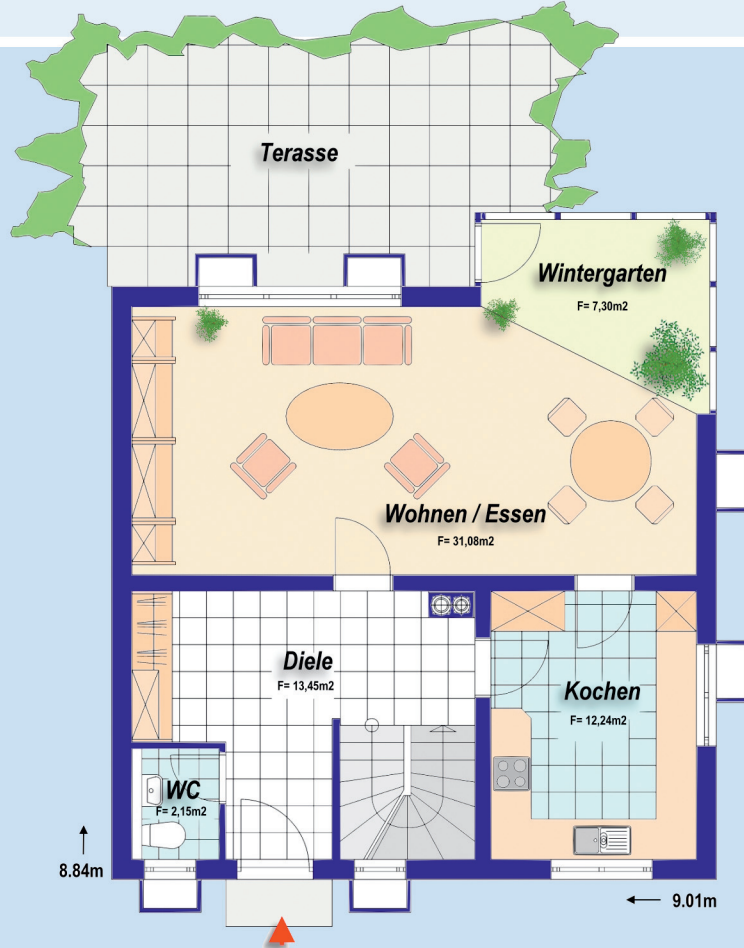 Terasse
Wintergarten
F= 7,30m2
Wohnen / Essen
F= 31,08m2
Diele
F= 13,45m2
Kochen
F= 12,24m2
WC
F= 2,15m2
8.84m
9.01m